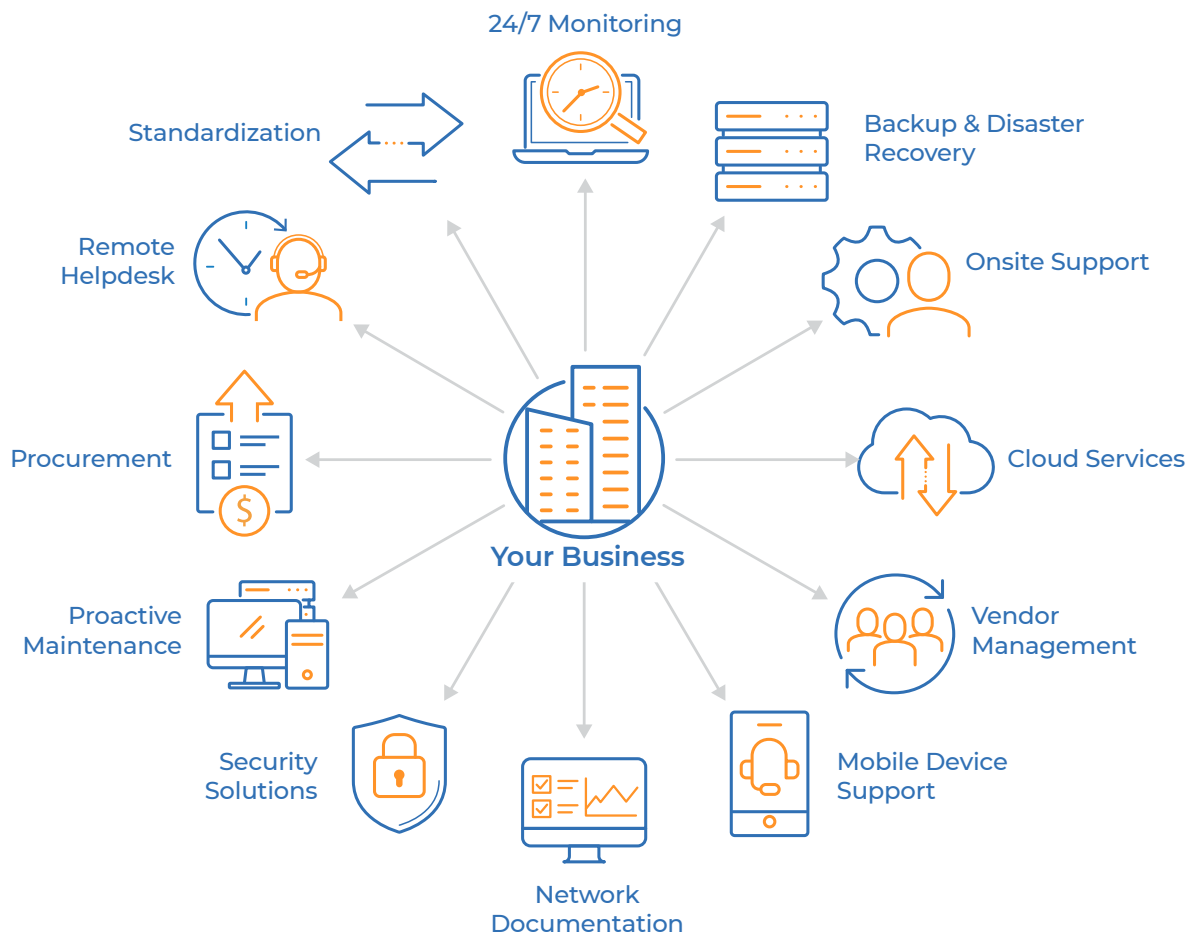 24/7 Monitoring
Standardization
Backup & Disaster
Recovery
Remote
Helpdesk
Onsite Support
Procurement
$
Cloud Services
Your Business
Proactive
Maintenance
Vendor
Management
Security
Solutions
Mobile Device
Support
Network
Documentation